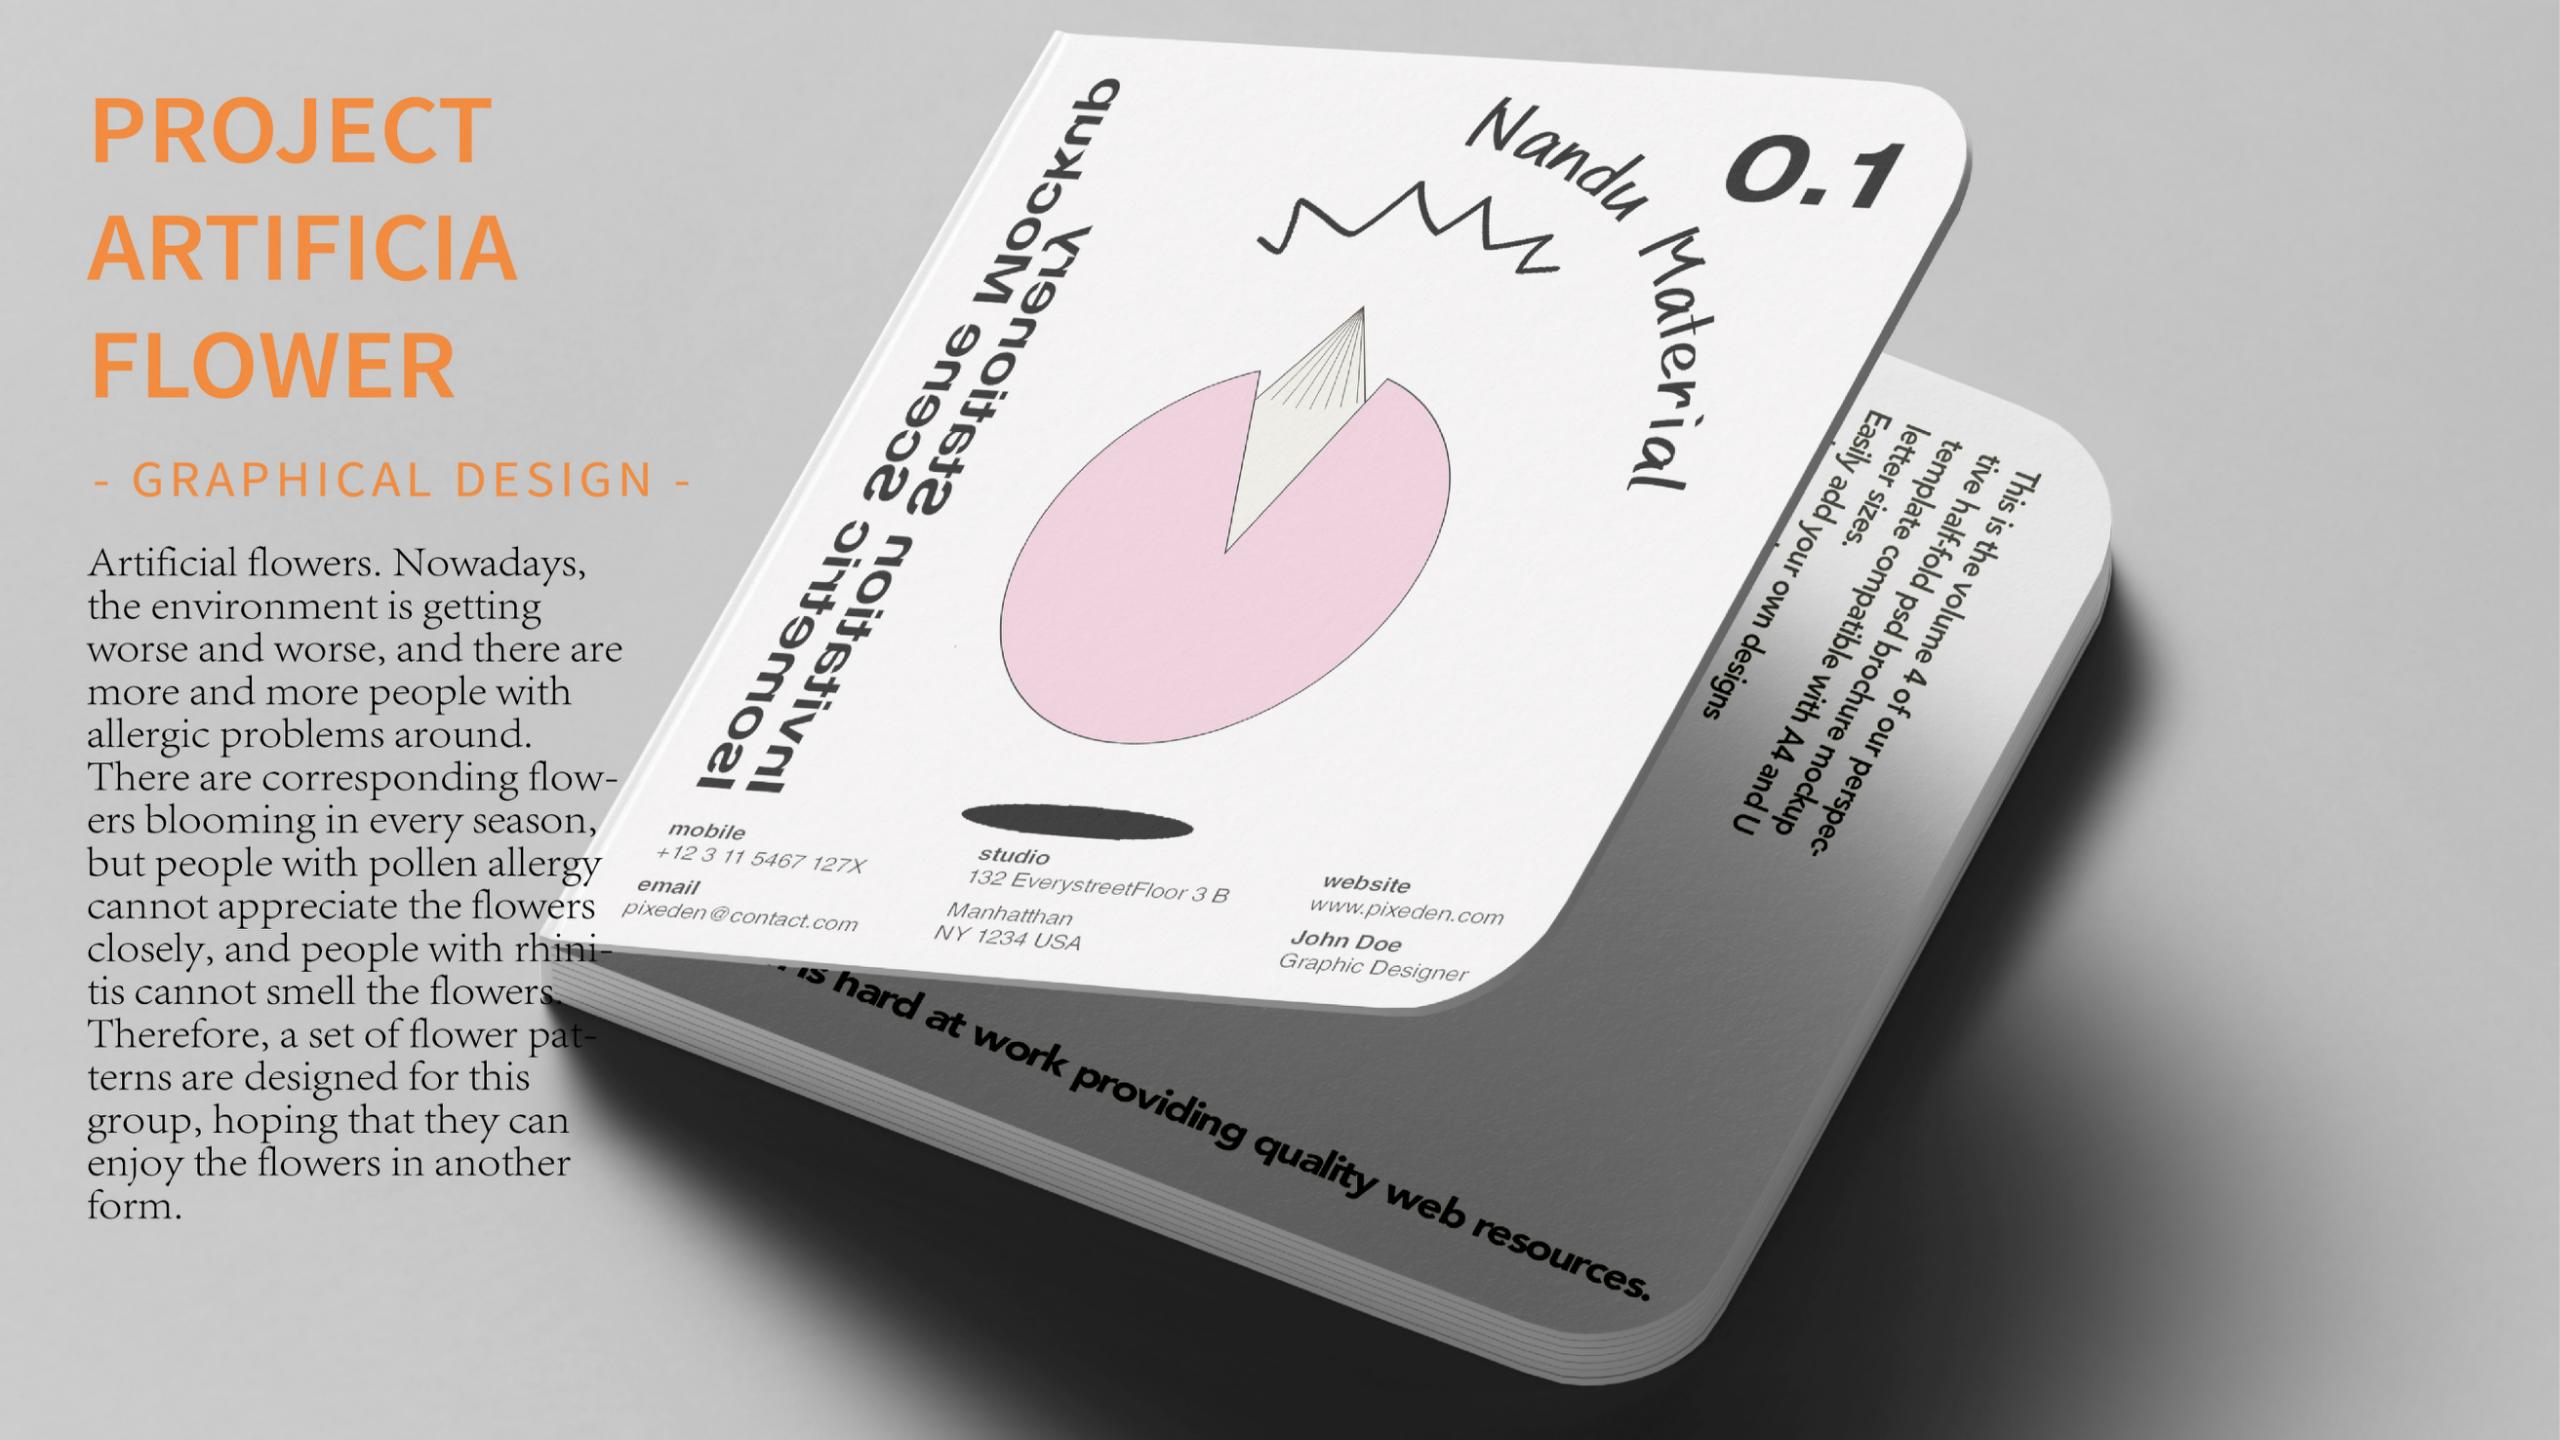 PROJECT
ARTIFICIA
FLOWER
- GRAPHICAL DESIGN -
Artificial flowers. Nowadays,
the environment is getting
worse and worse, and there are
more and more people with
allergic problems around.
There are corresponding flow-
ers blooming in every season,
but people with pollen allergy
cannot appreciate the flowers
closely, and people with rhini-
tis cannot smell the flowers.
Therefore, a set of flower pat-
terns are designed for this
group, hoping that they can
enjoy the flowers in another
form.
Nandu Material
0.1
Invitation Stationery
Isometric Scene Mockup
mobile
+12 3 11 5467 127X
email
pixeden@contact.com
studio
132 EverystreetFloor 3 B
Manhatthan
NY 1234 USA
website
www.pixeden.com
John Doe
Graphic Designer
This is the volume 4 of our perspec-
tive half-fold psd brochure mockup
template compatible with A4 and U
letter sizes.
Easily add your own designs
is hard at work providing quality web resources.